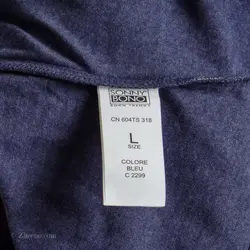 SONNY
BONO
CN 604TS 318
L
SIZE
COLORE
BLEU
C 2299